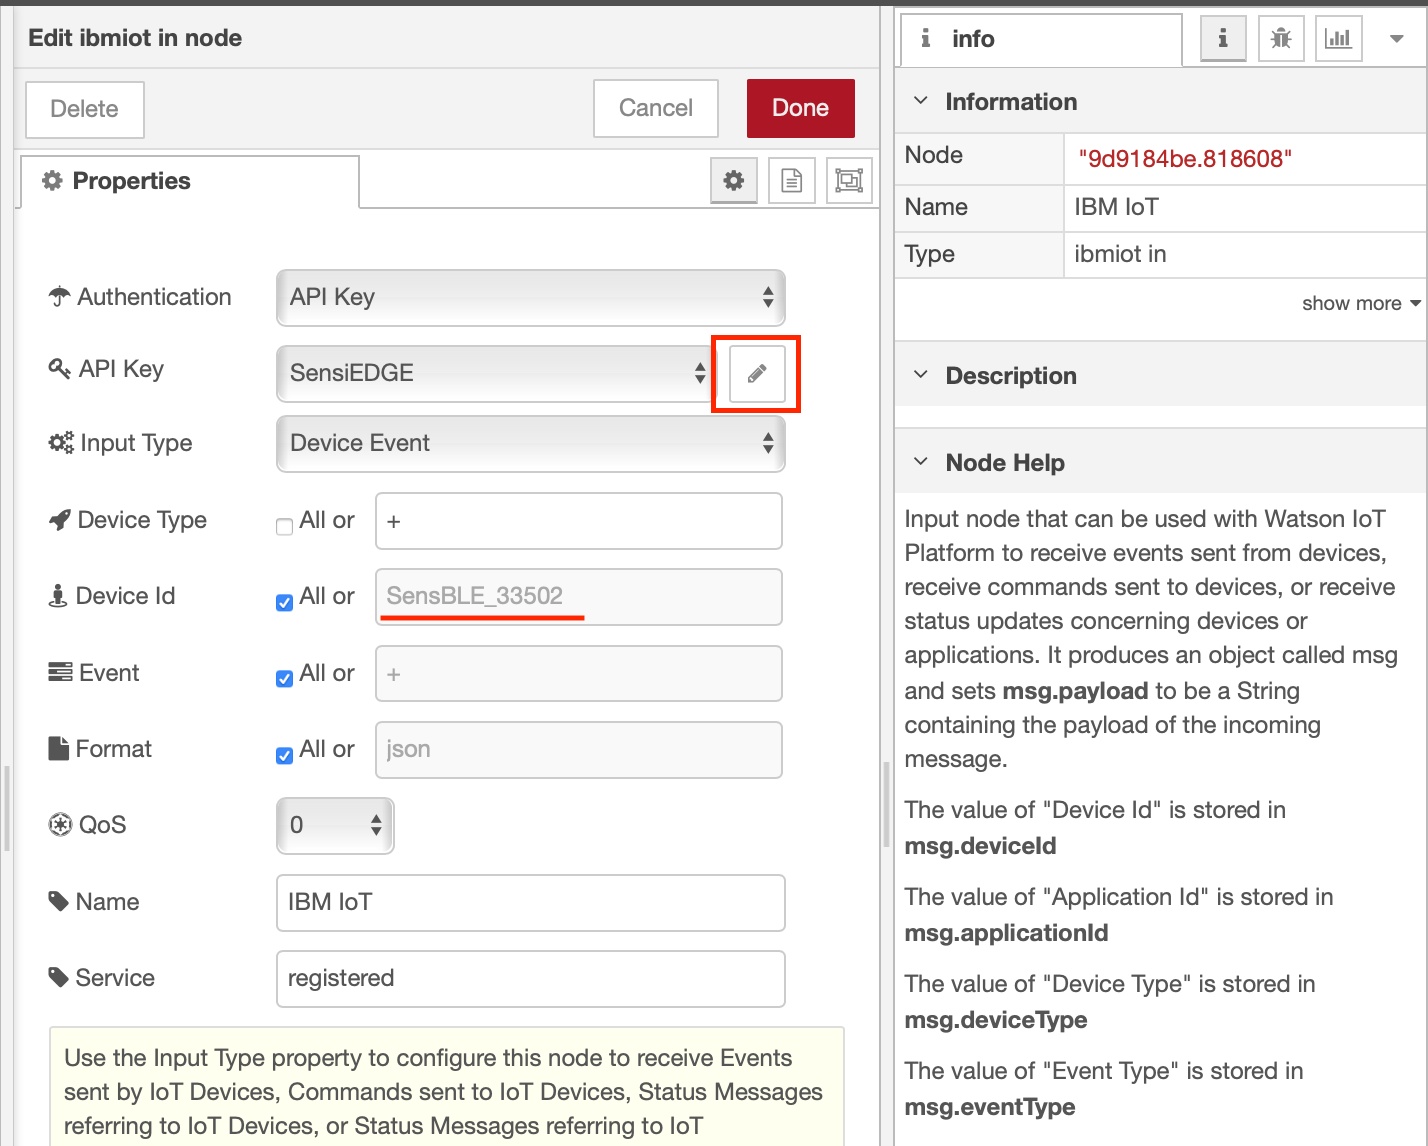 Edit ibmiot in node
Delete
Cancel
Done
Properties
Authentication
API Key
API Key
SensiEDGE
Input Type
Device Event
Device Type
All or
+
Device Id
All or
SensBLE_33502
Event
All or
+
Format
All or
json
QoS
0
Name
IBM IoT
Service
registered
Use the Input Type property to configure this node to receive Events
sent by IoT Devices, Commands sent to IoT Devices, Status Messages
referring to IoT Devices, or Status Messages referring to IoT
info
Information
Node
"9d9184be.818608"
Name
IBM IoT
Type
ibmiot in
show more
Description
Node Help
Input node that can be used with Watson IoT
Platform to receive events sent from devices,
receive commands sent to devices, or receive
status updates concerning devices or
applications. It produces an object called msg
and sets msg.payload to be a String
containing the payload of the incoming
message.
The value of "Device Id" is stored in
msg.deviceId
The value of "Application Id" is stored in
msg.applicationId
The value of "Device Type" is stored in
msg.deviceType
The value of "Event Type" is stored in
msg.eventType